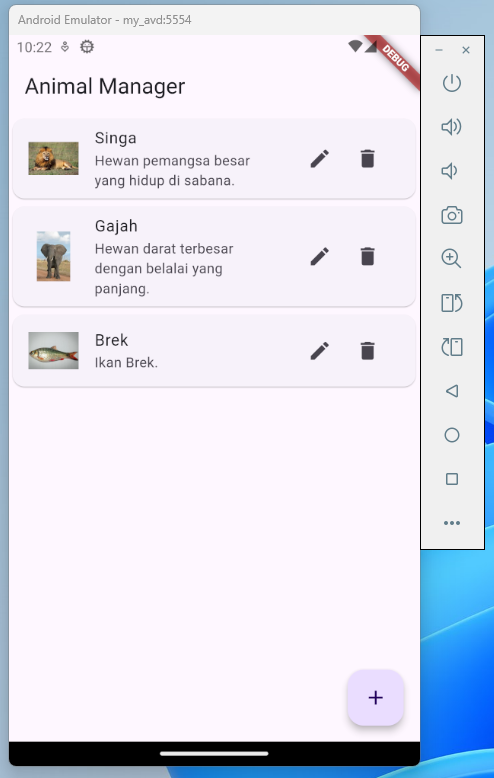 Android Emulator - my_avd:5554
10:22
DEBUG
Animal Manager
Singa
Hewan pemangsa besar
yang hidup di sabana.
Gajah
Hewan darat terbesar
dengan belalai yang
panjang.
Brek
Ikan Brek.